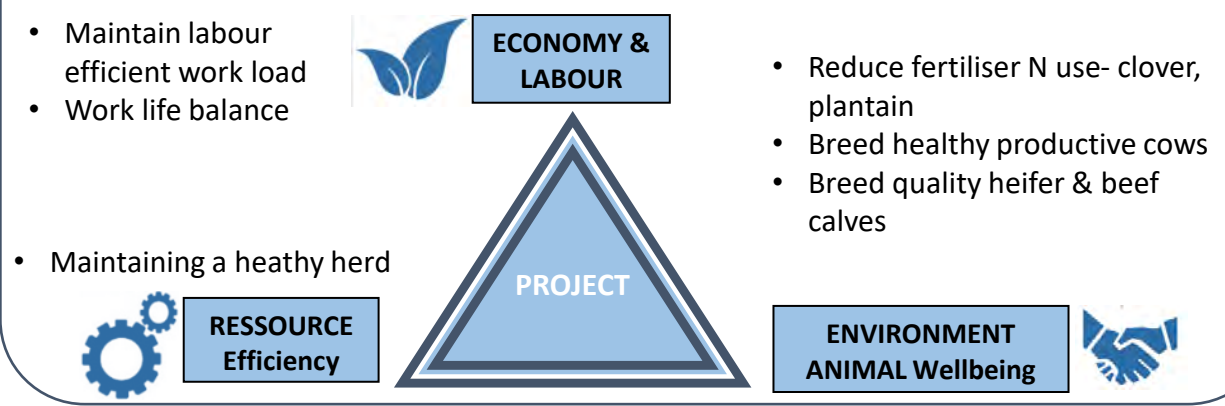 • Maintain labour
efficient work load
• Work life balance
ECONOMY &
LABOUR
• Reduce fertiliser N use- clover,
plantain
• Breed healthy productive cows
• Breed quality heifer & beef
calves
• Maintaining a heathy herd
PROJECT
RESSOURCE
Efficiency
ENVIRONMENT
ANIMAL Wellbeing